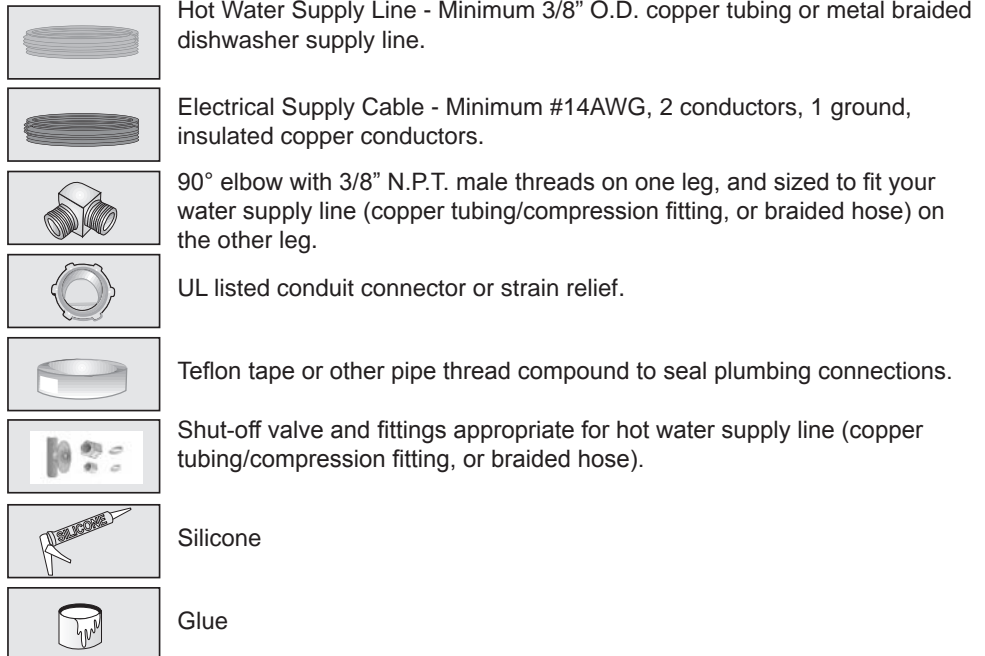 Hot Water Supply Line - Minimum 3/8” O.D. copper tubing or metal braided
dishwasher supply line.
Electrical Supply Cable - Minimum #14AWG, 2 conductors, 1 ground,
insulated copper conductors.
90° elbow with 3/8” N.P.T. male threads on one leg, and sized to fit your
water supply line (copper tubing/compression fitting, or braided hose) on
the other leg.
UL listed conduit connector or strain relief.
Teflon tape or other pipe thread compound to seal plumbing connections.
Shut-off valve and fittings appropriate for hot water supply line (copper
tubing/compression fitting, or braided hose).
SILICONE
Silicone
Glue